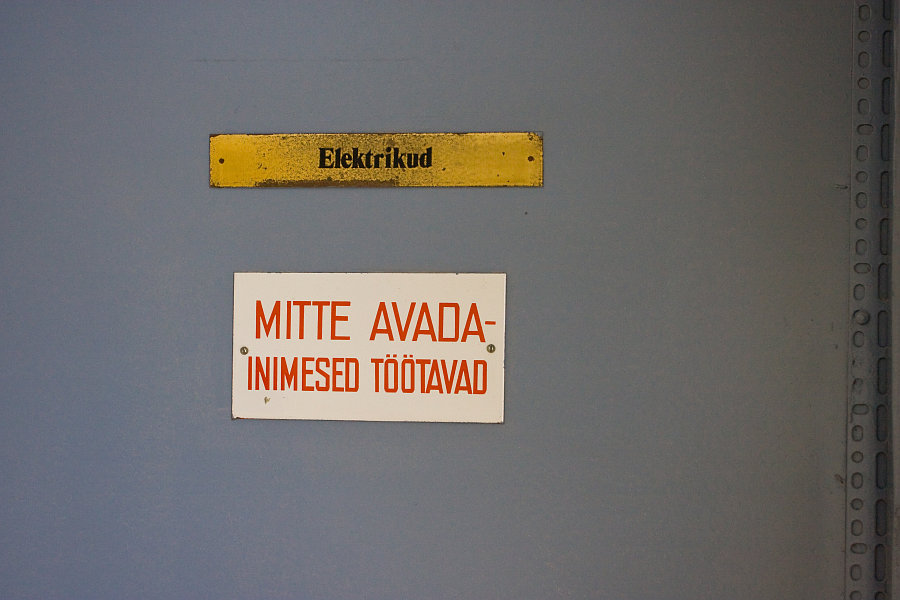 Elektrikud
MITTE AVADA-
INIMESED TÖÖTAVAD